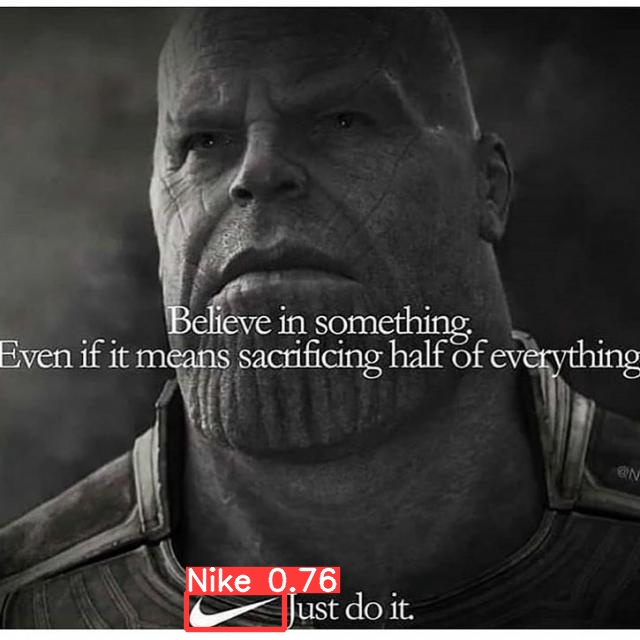 Believe in something.
Even if it means sacrificing half of everything
@N
Nike 0.76
Just do it.